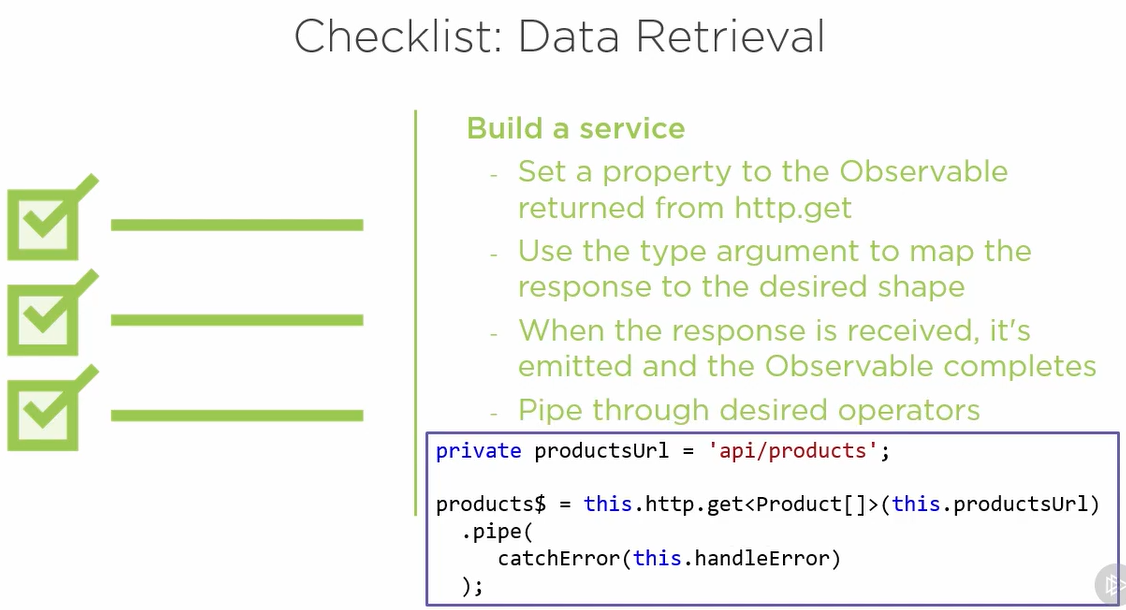 Checklist: Data Retrieval
Build a service
- Set a property to the Observable
returned from http.get
- Use the type argument to map the
response to the desired shape
- When the response is received, it's
emitted and the Observable completes
- Pipe through desired operators
private productsUrl = 'api/products';
products$ = this.http.get<Product[]>(this.productsUrl)
.pipe(
catchError(this.handleError)
);